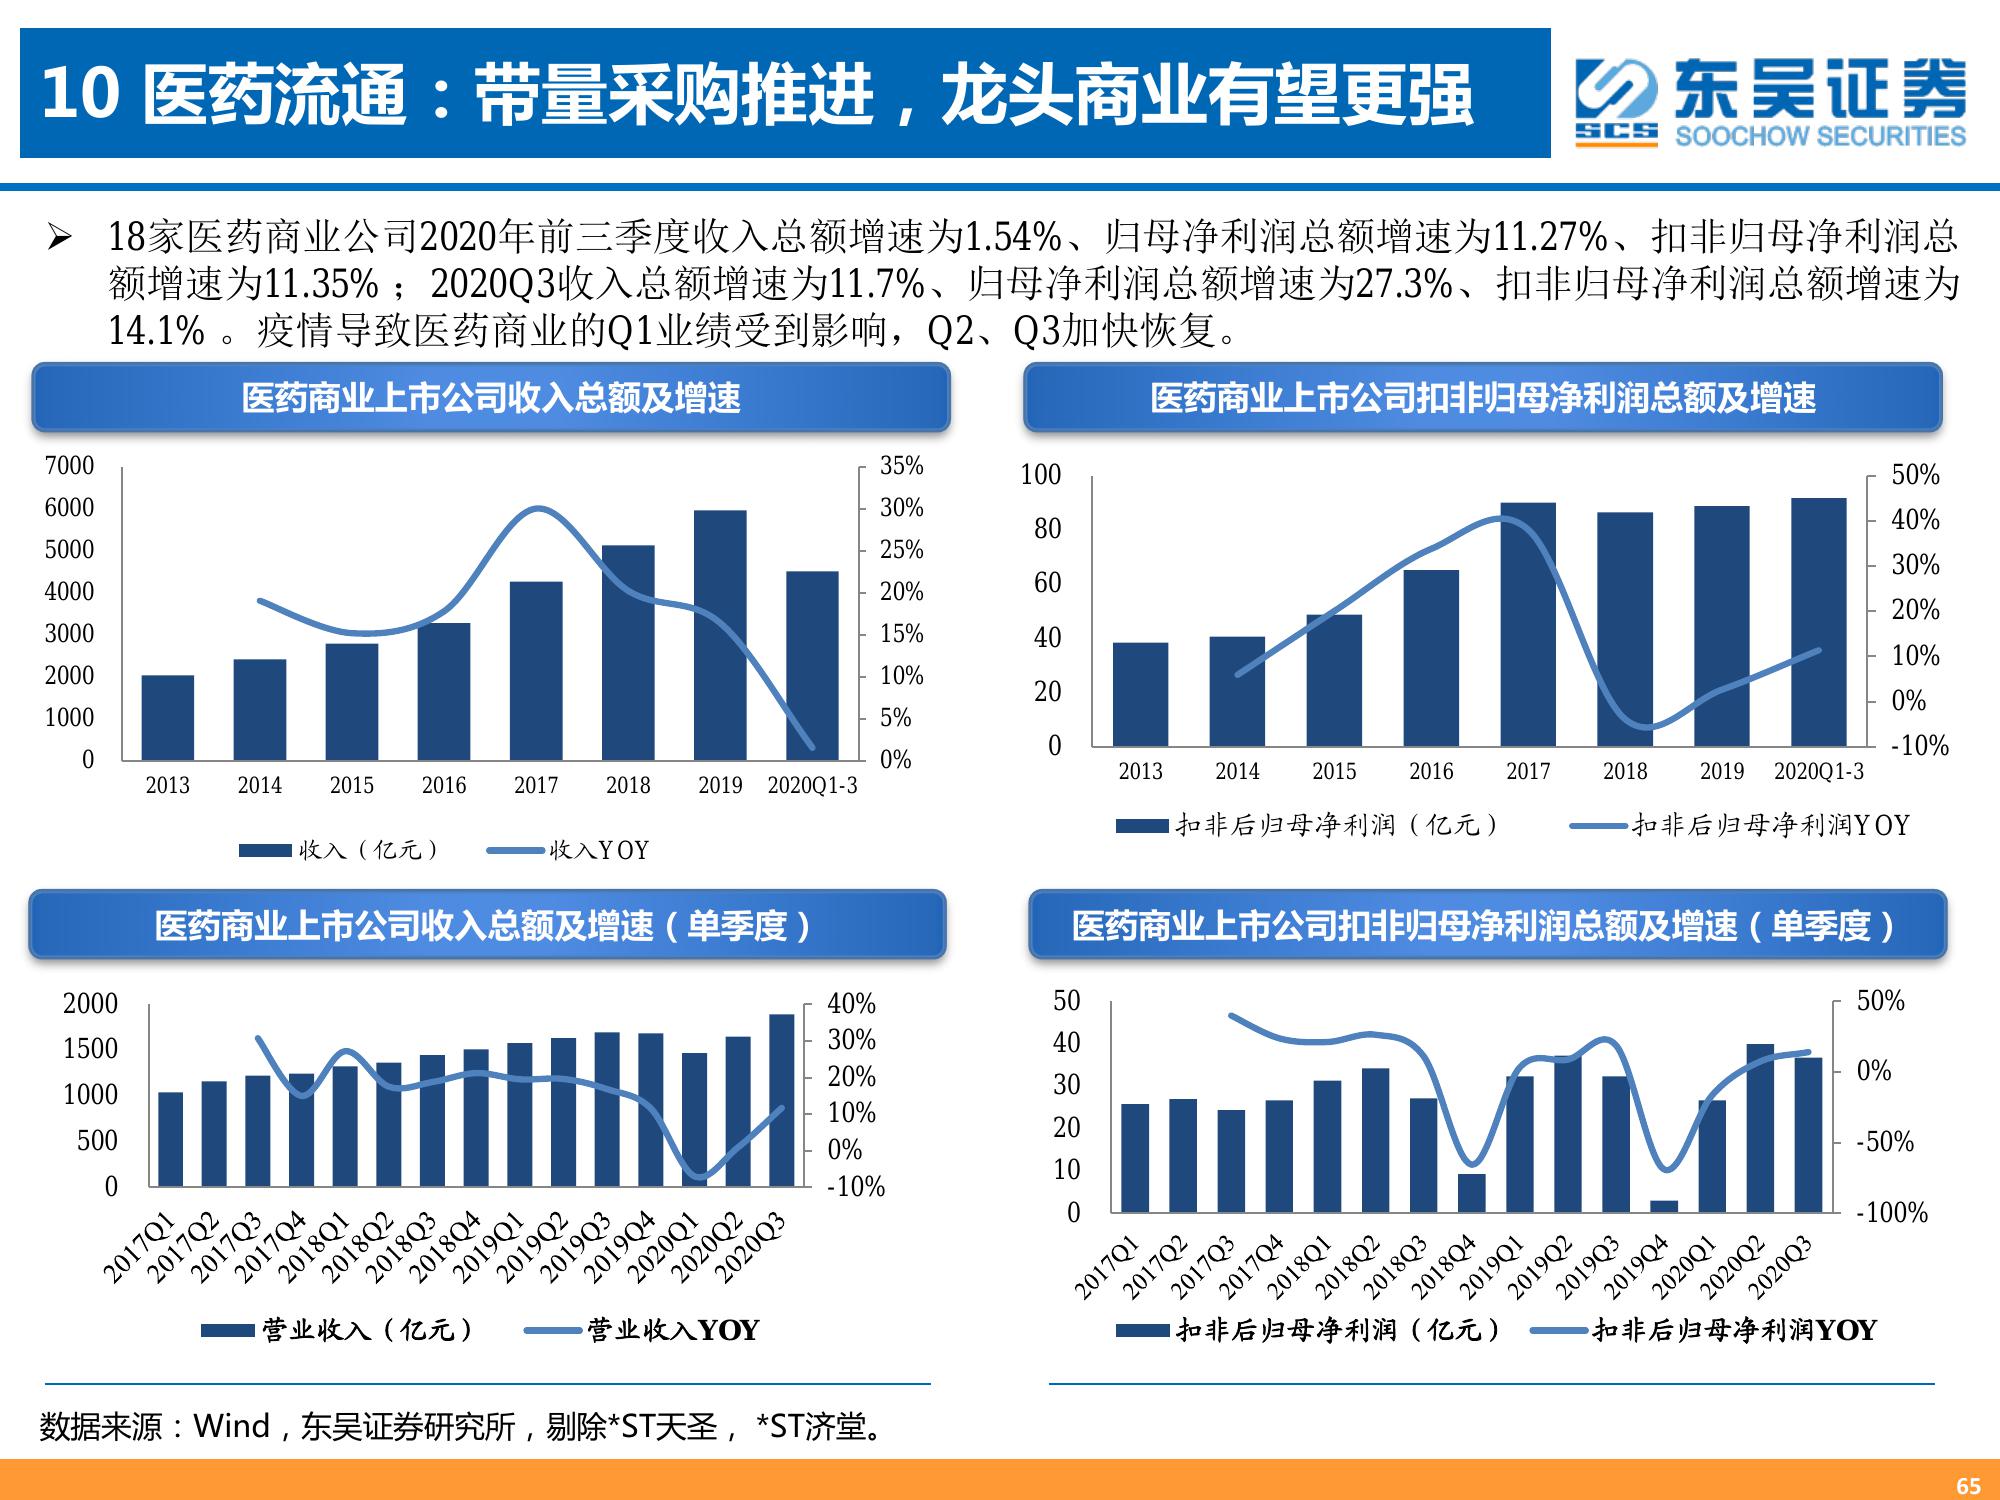 10 医药流通：带量采购推进，龙头商业有望更强
东吴证券
SCS
SOOCHOW SECURITIES
➢ 18家医药商业公司2020年前三季度收入总额增速为1.54%、归母净利润总额增速为11.27%、扣非归母净利润总
额增速为11.35%；2020Q3收入总额增速为11.7%、归母净利润总额增速为27.3%、扣非归母净利润总额增速为
14.1%。疫情导致医药商业的Q1业绩受到影响，Q2、Q3加快恢复。
医药商业上市公司收入总额及增速
7000
6000
5000
4000
3000
2000
1000
0
35%
30%
25%
20%
15%
10%
5%
0%
2013 2014 2015 2016 2017 2018 2019 2020Q1-3
收入（亿元） 收入YOY
医药商业上市公司扣非归母净利润总额及增速
100
80
60
40
20
0
50%
40%
30%
20%
10%
0%
-10%
2013 2014 2015 2016 2017 2018 2019 2020Q1-3
扣非后归母净利润（亿元） 扣非后归母净利润YOY
医药商业上市公司收入总额及增速（单季度）
2000
1500
1000
500
0
40%
30%
20%
10%
0%
-10%
2017Q1 2017Q2 2017Q3 2017Q4 2018Q1 2018Q2 2018Q3 2018Q4 2019Q1 2019Q2 2019Q3 2019Q4 2020Q1 2020Q2 2020Q3
营业收入（亿元） 营业收入YOY
医药商业上市公司扣非归母净利润总额及增速（单季度）
50
40
30
20
10
0
50%
0%
-50%
-100%
2017Q1 2017Q2 2017Q3 2017Q4 2018Q1 2018Q2 2018Q3 2018Q4 2019Q1 2019Q2 2019Q3 2019Q4 2020Q1 2020Q2 2020Q3
扣非后归母净利润（亿元） 扣非后归母净利润YOY
数据来源：Wind，东吴证券研究所，剔除*ST天圣，*ST济堂。
65